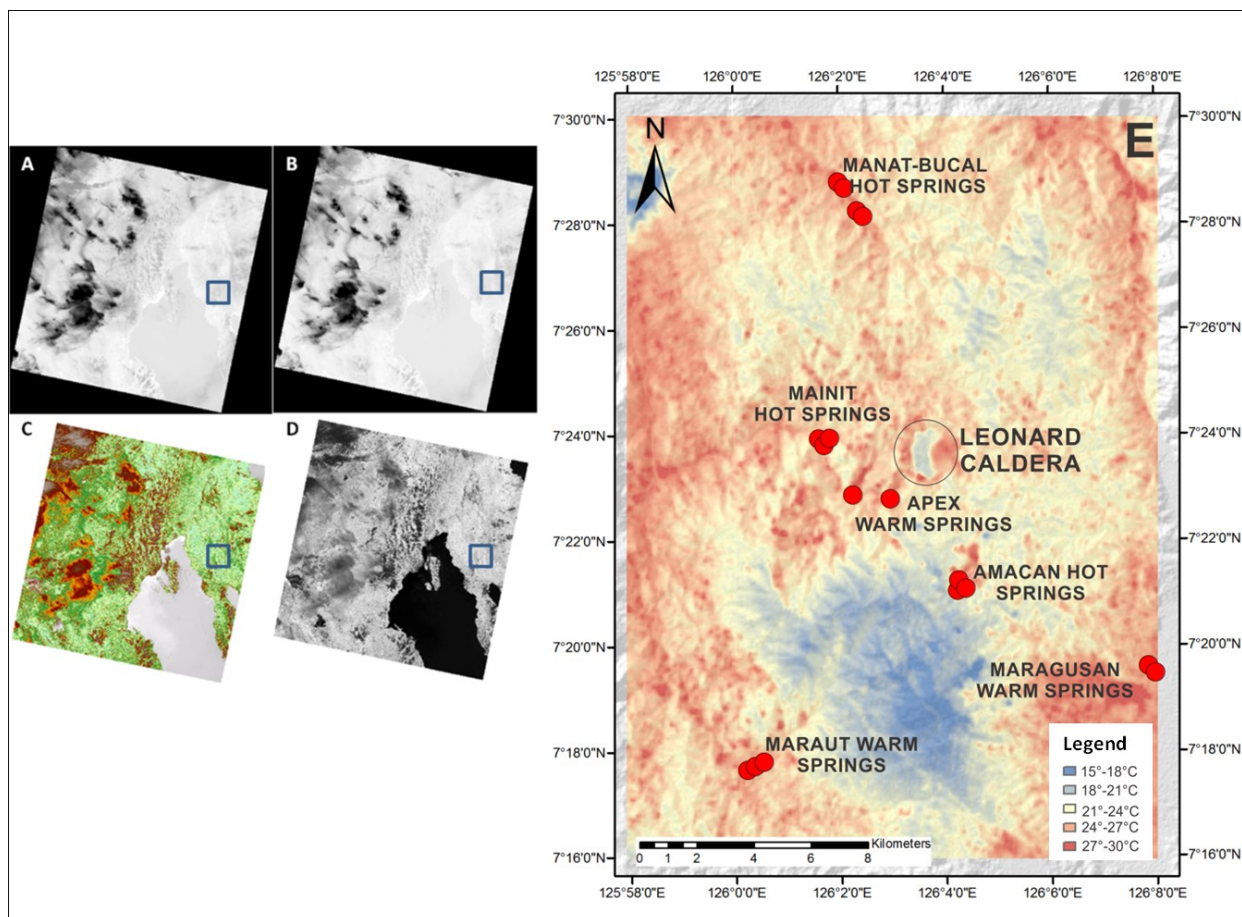 A
B
C
D
125°58'0"E 126°0'0"E 126°2'0"E 126°4'0"E 126°6'0"E 126°8'0"E
7°30'0"N 7°30'0"N
N
E
MANAT-BUCAL
HOT SPRINGS
7°28'0"N 7°28'0"N
7°26'0"N 7°26'0"N
MAINIT
HOT SPRINGS
7°24'0"N 7°24'0"N
LEONARD
CALDERA
APEX
WARM SPRINGS
7°22'0"N 7°22'0"N
AMACAN HOT
SPRINGS
7°20'0"N 7°20'0"N
MARAGUSAN
WARM SPRINGS
MARAUT WARM
SPRINGS
7°18'0"N 7°18'0"N
Legend
15°-18°C
18°-21°C
21°-24°C
24°-27°C
27°-30°C
Kilometers
0 1 2 4 6 8
7°16'0"N 7°16'0"N
125°58'0"E 126°0'0"E 126°2'0"E 126°4'0"E 126°6'0"E 126°8'0"E